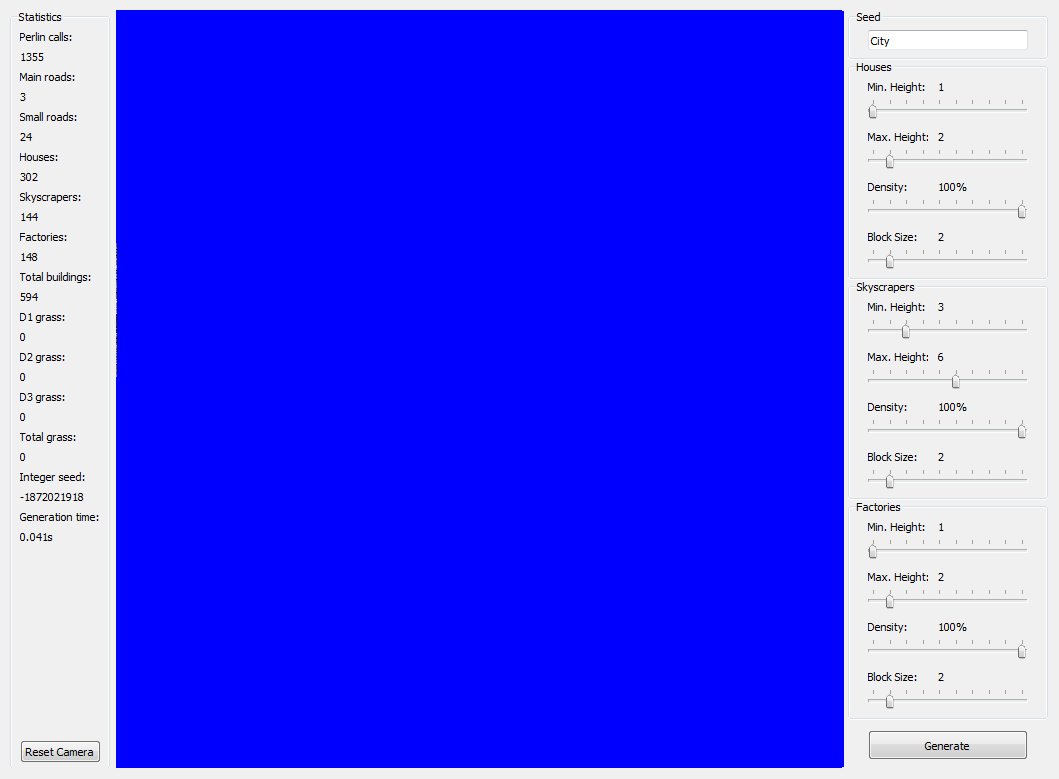 Statistics
Perlin calls:
1355
Main roads:
3
Small roads:
24
Houses:
302
Skyscrapers:
144
Factories:
148
Total buildings:
594
D1 grass:
0
D2 grass:
0
D3 grass:
0
Total grass:
0
Integer seed:
-1872021918
Generation time:
0.041s
Reset Camera
Seed
City
Houses
Min. Height: 1
Max. Height: 2
Density: 100%
Block Size: 2
Skyscrapers
Min. Height: 3
Max. Height: 6
Density: 100%
Block Size: 2
Factories
Min. Height: 1
Max. Height: 2
Density: 100%
Block Size: 2
Generate